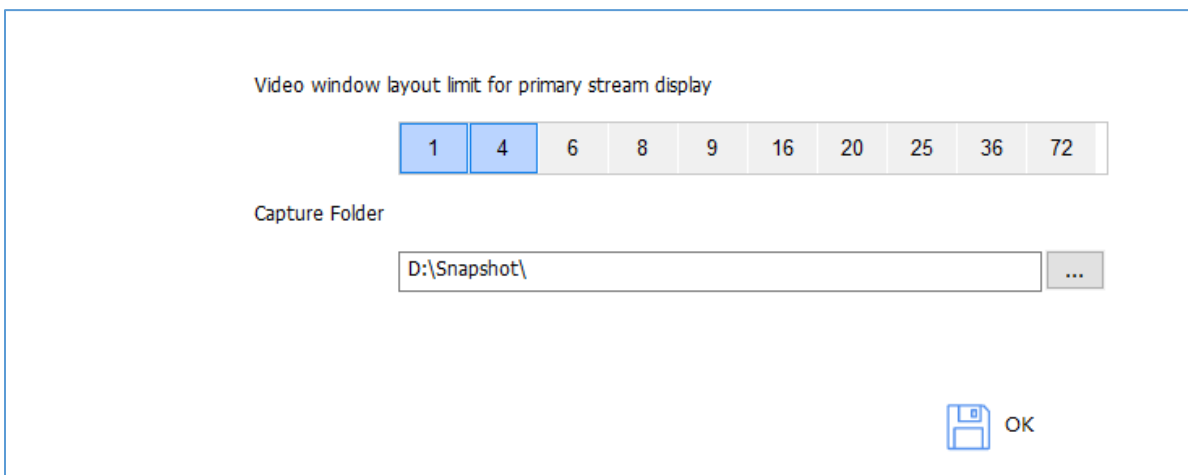 Video window layout limit for primary stream display
1 4 6 8 9 16 20 25 36 72
Capture Folder
D:\Snapshot\ ...
OK